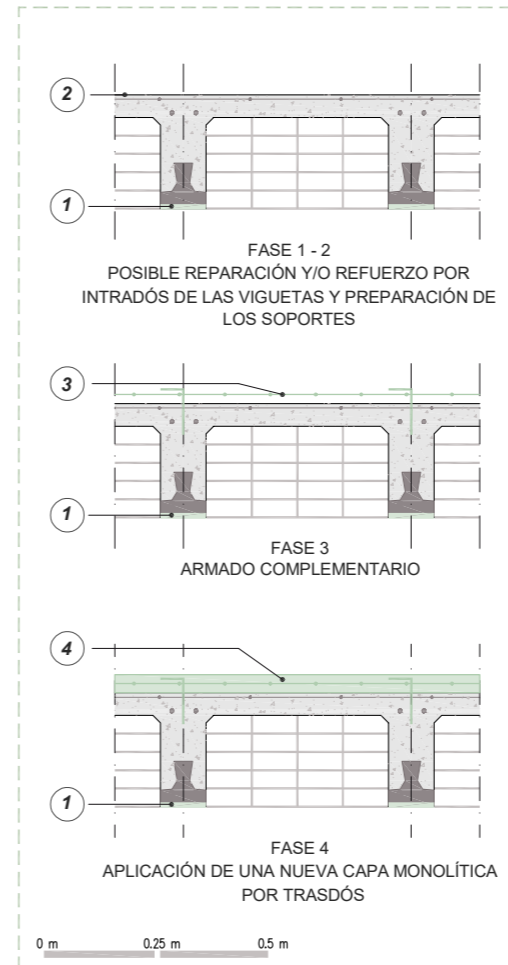 2
1
FASE 1 - 2
POSIBLE REPARACIÓN Y/O REFUERZO POR
INTRADÓS DE LAS VIGUETAS Y PREPARACIÓN DE
LOS SOPORTES
3
1
FASE 3
ARMADO COMPLEMENTARIO
4
1
FASE 4
APLICACIÓN DE UNA NUEVA CAPA MONOLÍTICA
POR TRASDÓS
0 m 0.25 m 0.5 m